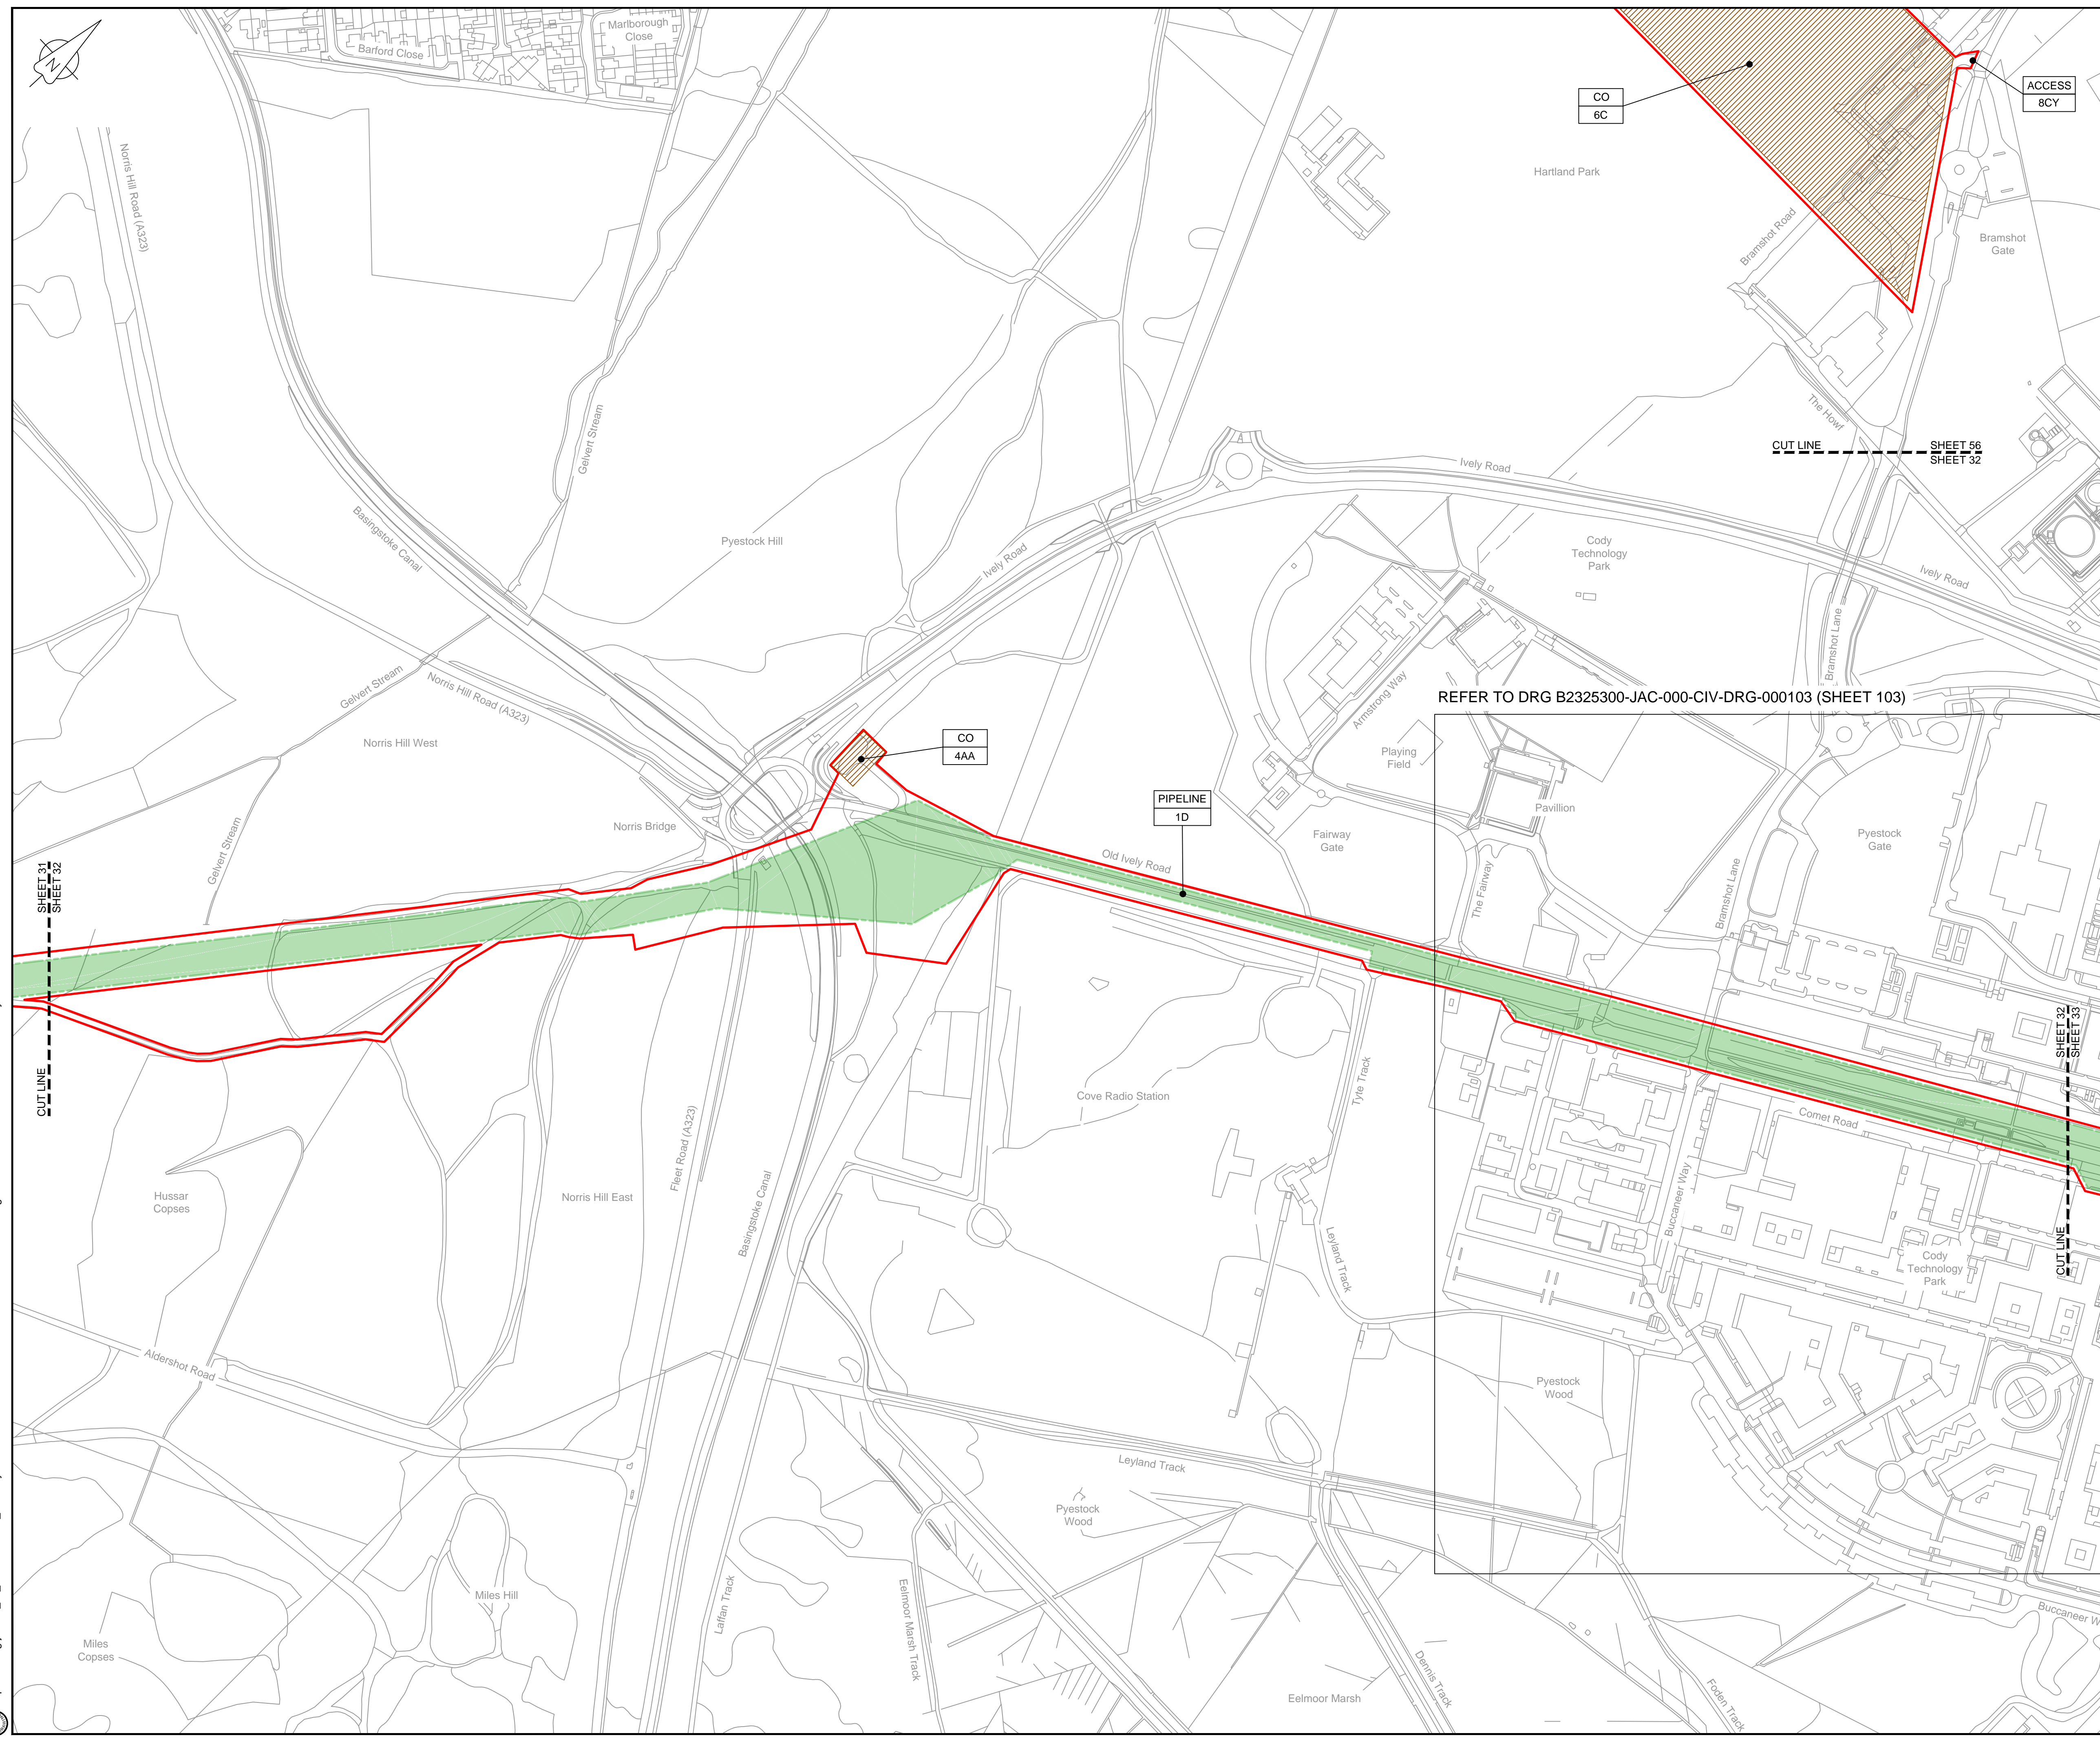 Marlborough
Close
Barford Close
N
CO
6C
ACCESS
8CY
Norris Hill Road (A323)
Hartland Park
Bramshot Road
Bramshot
Gate
The Howf
Gelvert Stream
CUT LINE
SHEET 56
SHEET 32
Ively Road
Basingstoke Canal
Pyestock Hill
Ively Road
Cody
Technology
Park
Ively Road
Bramshot Lane
Gelvert Stream
Norris Hill Road (A323)
Armstrong Way
REFER TO DRG B2325300-JAC-000-CIV-DRG-000103 (SHEET 103)
Norris Hill West
CO
4AA
Playing
Field
PIPELINE
1D
Pavillion
Norris Bridge
Fairway
Gate
Pyestock
Gate
Gelvert Stream
Old Ively Road
The Fairway
Bramshot Lane
SHEET 31
SHEET 32
CUT LINE
SHEET 32
SHEET 33
CUT LINE
Cove Radio Station
Tyte Track
Comet Road
Fleet Road (A323)
Hussar
Copses
Norris Hill East
Basingstoke Canal
Leyland Track
Buccaneer Way
Cody
Technology
Park
Aldershot Road
Pyestock
Wood
Leyland Track
Pyestock
Wood
Miles Hill
Laffan Track
Eelmoor Marsh Track
Buccaneer W
Miles
Copses
Eelmoor Marsh
Dennis Track
Foden Track